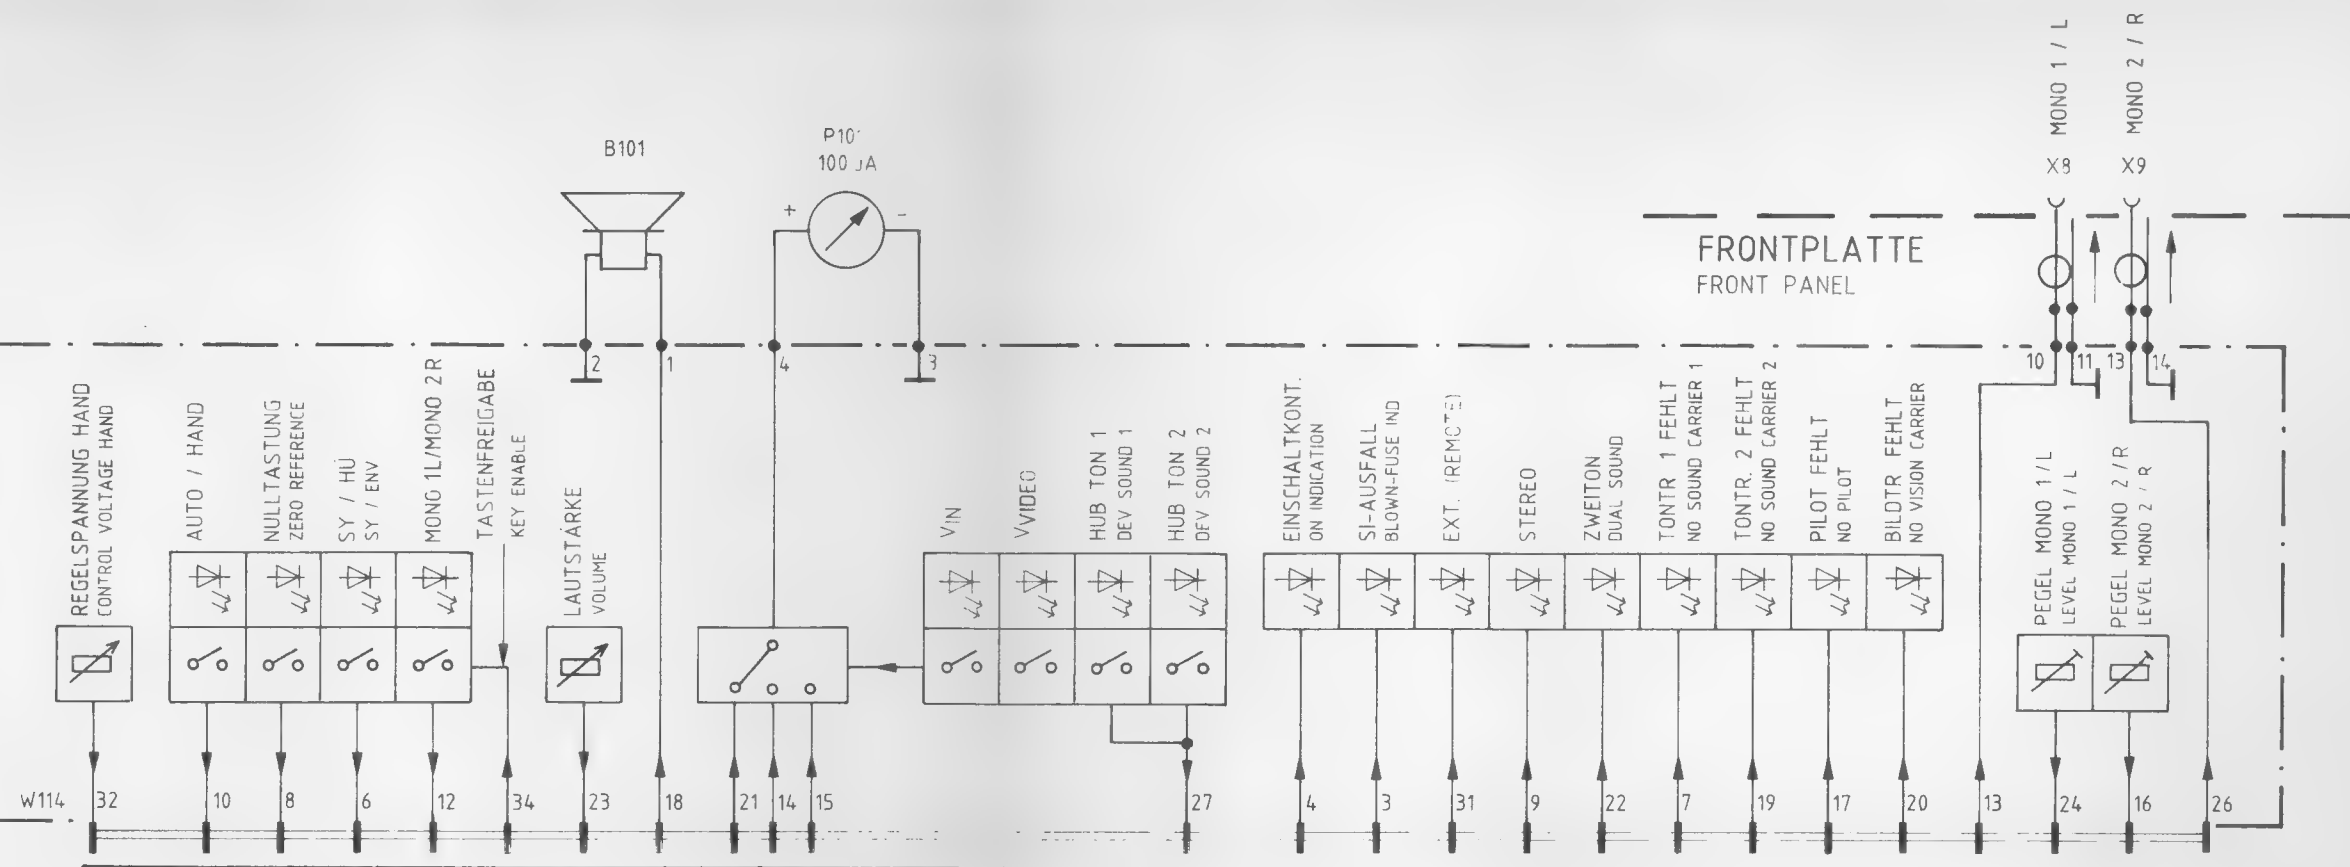 MONO 1 / L
MONO 2 / R
X8
X9
B101
P10
100 µA
+
-
FRONTPLATTE
FRONT PANEL
2
1
4
3
10
11
13
14
REGELSPANNUNG HAND
CONTROL VOLTAGE HAND
AUTO / HAND
NULLTASTUNG
ZERO REFERENCE
SY / HÜ
SY / ENV
MONO 1L/MONO 2R
TASTENFREIGABE
KEY ENABLE
LAUTSTÄRKE
VOLUME
VIN
VVIDEO
HUB TON 1
DEV SOUND 1
HUB TON 2
DEV SOUND 2
EINSCHALTKONT.
ON INDICATION
SI-AUSFALL
BLOWN-FUSE IND
EXT. (REMOTE)
STEREO
ZWEITON
DUAL SOUND
TONTR 1 FEHLT
NO SOUND CARRIER 1
TONTR. 2 FEHLT
NO SOUND CARRIER 2
PILOT FEHLT
NO PILOT
BILDTR FEHLT
NO VISION CARRIER
PEGEL MONO 1/L
LEVEL MONO 1/L
PEGEL MONO 2/R
LEVEL MONO 2/R
W114
32
10
8
6
12
34
23
18
21
14
15
27
4
3
31
9
22
7
19
17
20
13
24
16
26